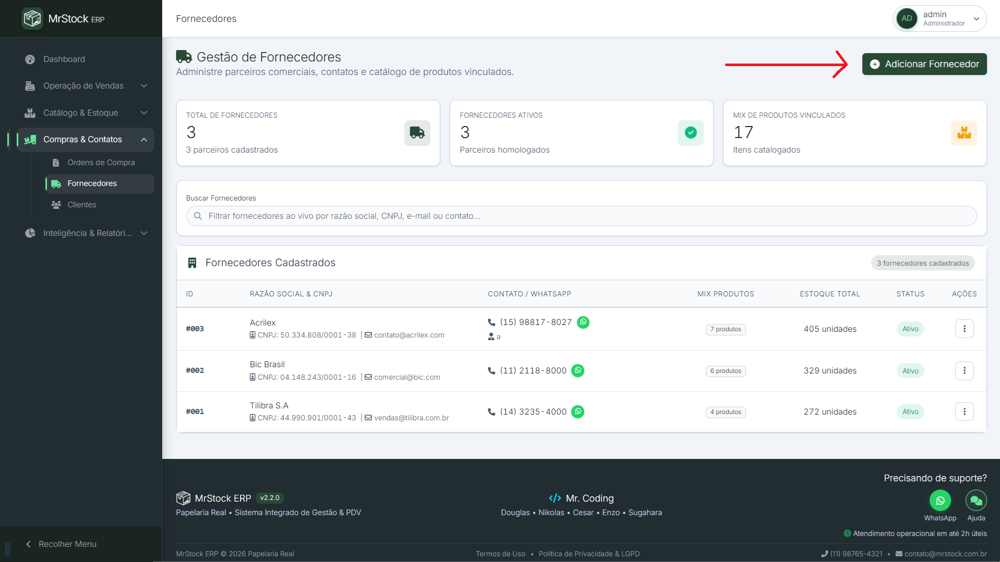 MrStock ERP
Fornecedores
AD
admin
Administrador
Dashboard
Operação de Vendas
Catálogo & Estoque
Compras & Contatos
Ordens de Compra
Fornecedores
Clientes
Inteligência & Relatóri...
Recolher Menu
Gestão de Fornecedores
Administre parceiros comerciais, contatos e catálogo de produtos vinculados.
Adicionar Fornecedor
TOTAL DE FORNECEDORES
3
3 parceiros cadastrados
FORNECEDORES ATIVOS
3
Parceiros homologados
MIX DE PRODUTOS VINCULADOS
17
Itens catalogados
Buscar Fornecedores
Filtrar fornecedores ao vivo por razão social, CNPJ, e-mail ou contato...
Fornecedores Cadastrados
3 fornecedores cadastrados
ID RAZÃO SOCIAL & CNPJ CONTATO / WHATSAPP MIX PRODUTOS ESTOQUE TOTAL STATUS AÇÕES
#003
Acrilex
CNPJ: 50.334.808/0001-38 | contato@acrilex.com
(15) 98817-8027
a
7 produtos
405 unidades
Ativo
#002
Bic Brasil
CNPJ: 04.148.243/0001-16 | comercial@bic.com
(11) 2118-8000
6 produtos
329 unidades
Ativo
#001
Tilibra S.A
CNPJ: 44.990.901/0001-43 | vendas@tilibra.com.br
(14) 3235-4000
4 produtos
272 unidades
Ativo
MrStock ERP v2.2.0
Papelaria Real • Sistema Integrado de Gestão & PDV
</> Mr. Coding
Douglas • Nikolas • Cesar • Enzo • Sugahara
Precisando de suporte?
WhatsApp Ajuda
Atendimento operacional em até 2h úteis
MrStock ERP © 2026 Papelaria Real
Termos de Uso • Política de Privacidade & LGPD
(11) 98765-4321 • contato@mrstock.com.br